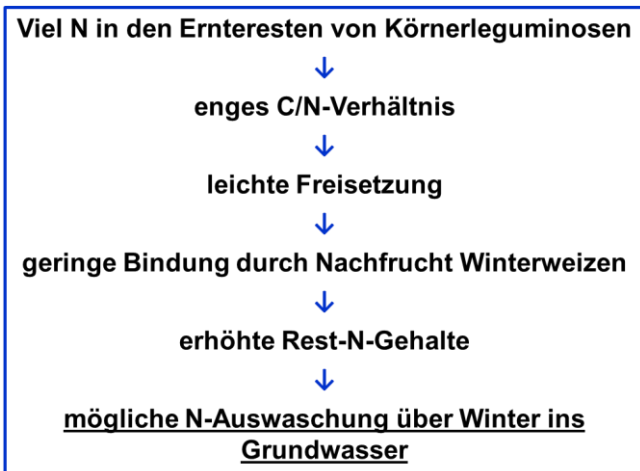 Viel N in den Ernteresten von Körnerleguminosen
↓
enges C/N-Verhältnis
↓
leichte Freisetzung
↓
geringe Bindung durch Nachfrucht Winterweizen
↓
erhöhte Rest-N-Gehalte
↓
mögliche N-Auswaschung über Winter ins
Grundwasser